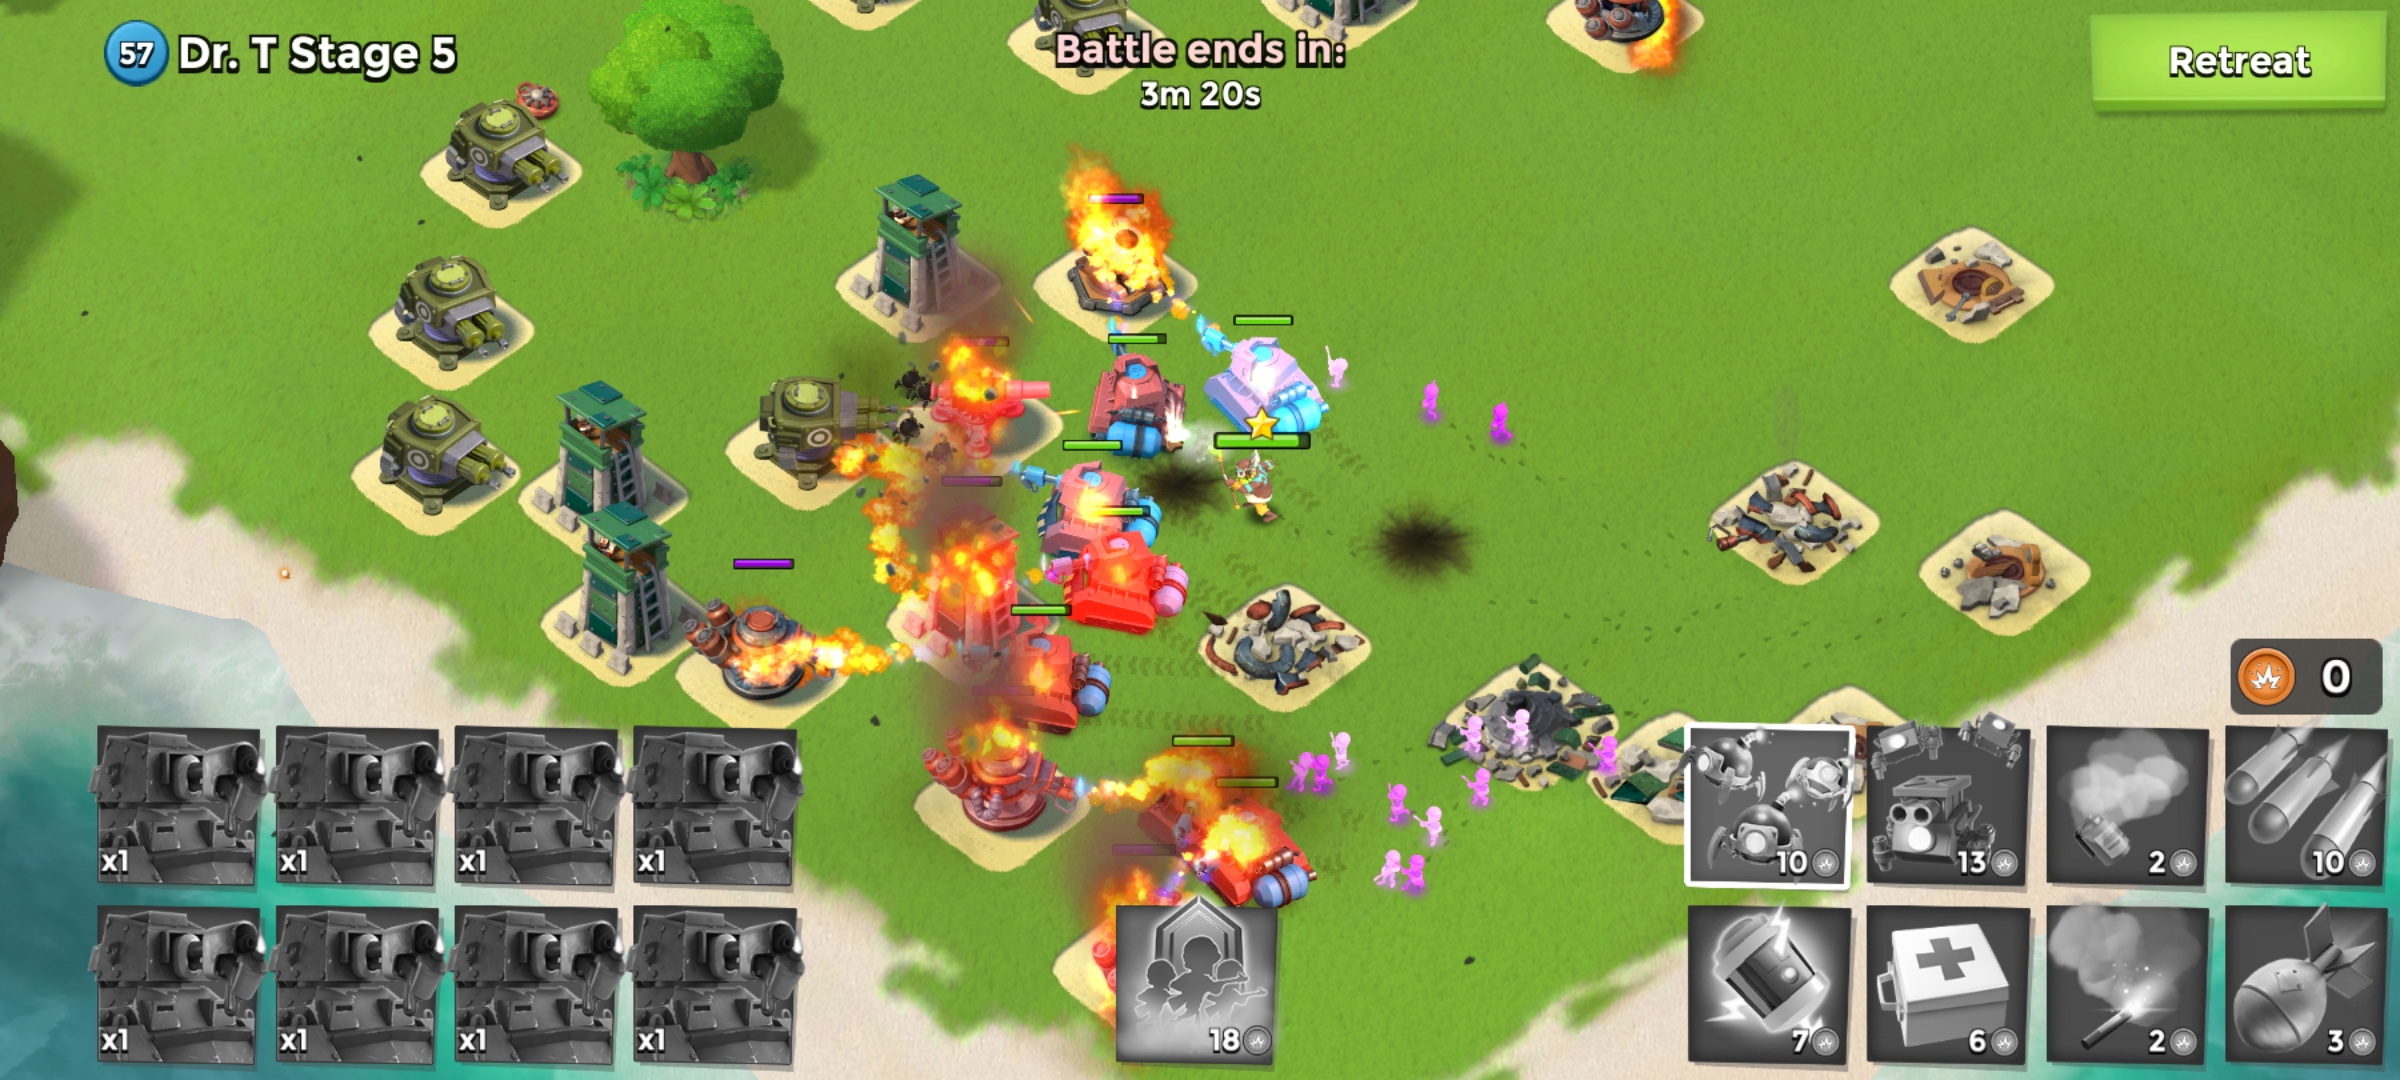 57 Dr. T Stage 5
Battle ends in:
3m 20s
Retreat
0
x1 x1 x1 x1
10 13 2 10
x1 x1 x1 x1
18
7 6 2 3